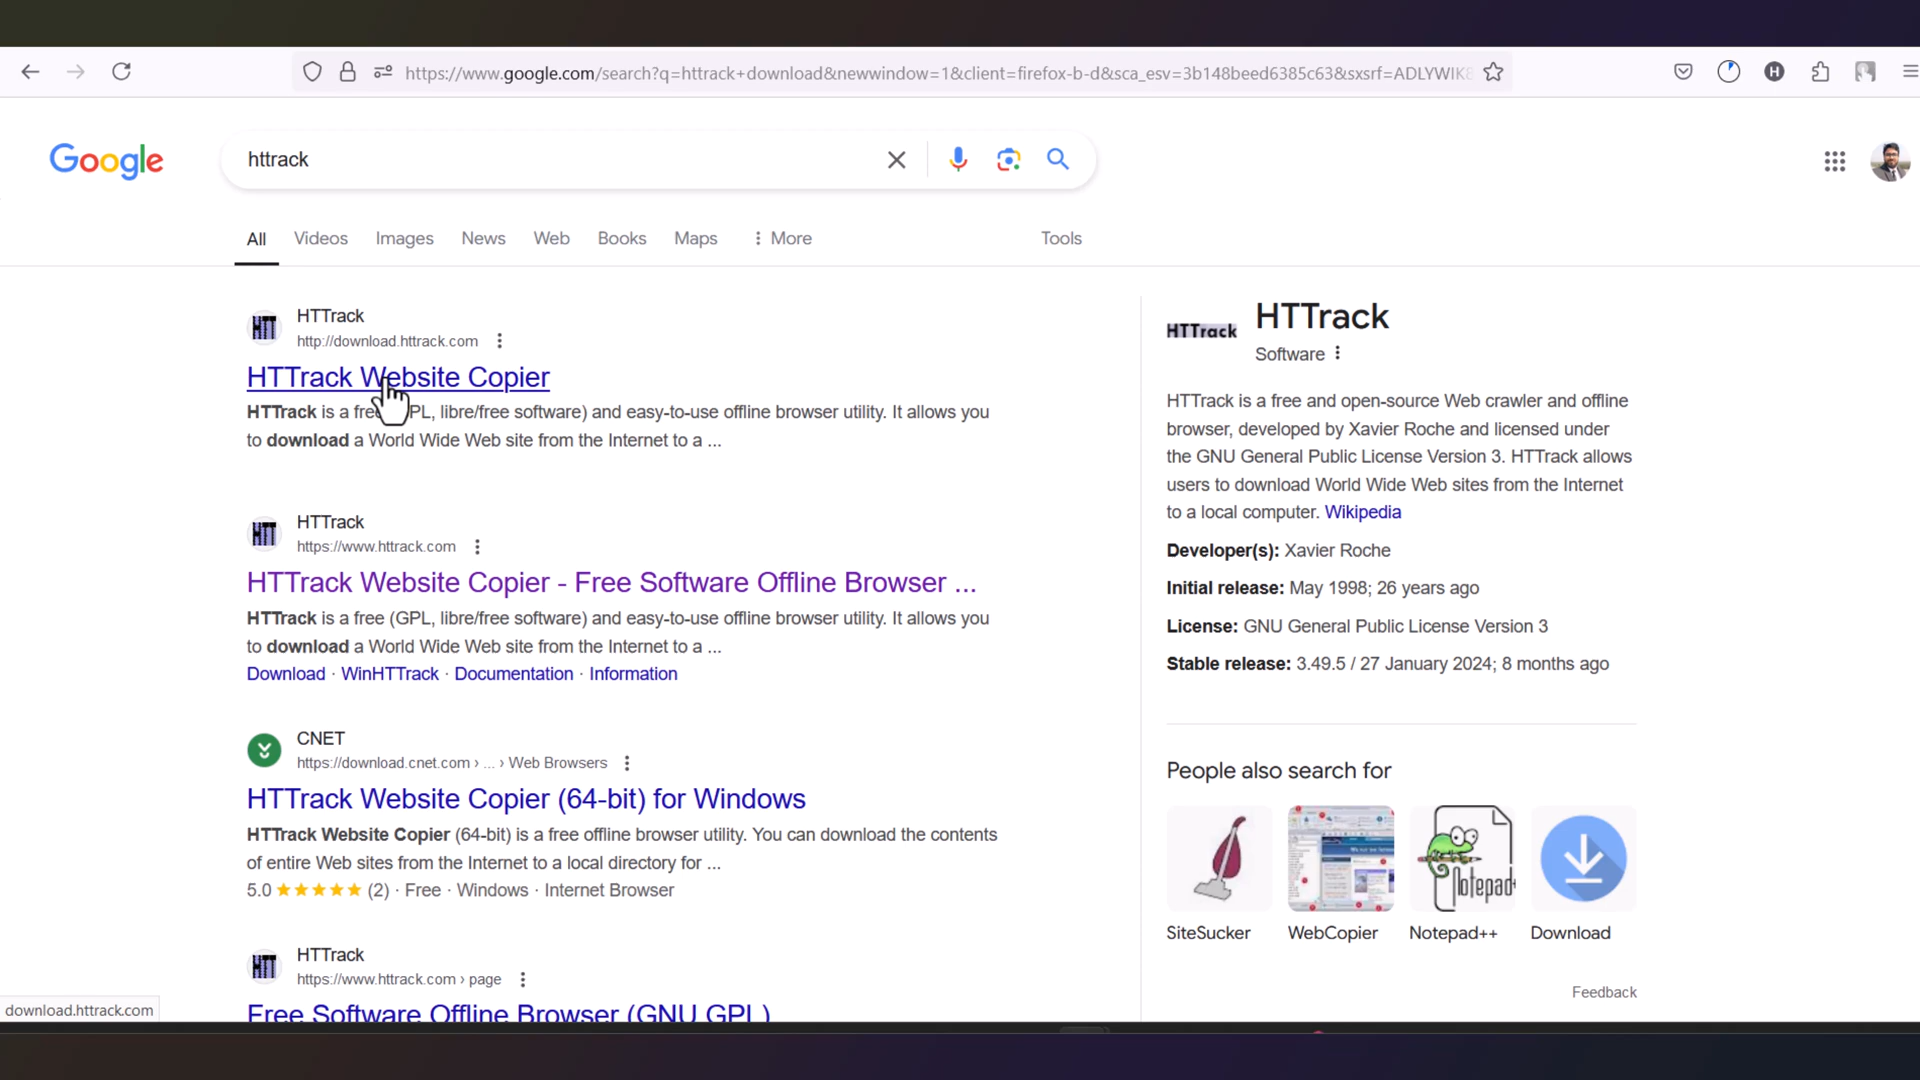 https://www.google.com/search?q=httrack+download&newwindow=1&client=firefox-b-d&sca_esv=3b148beed6385c63&sxsrf=ADLYWIK
H
Google
httrack
All
Videos
Images
News
Web
Books
Maps
More
Tools
HTTrack
http://download.httrack.com
HTTrack Website Copier
HTTrack is a free PL, libre/free software) and easy-to-use offline browser utility. It allows you
to download a World Wide Web site from the Internet to a ...
HTTrack
https://www.httrack.com
HTTrack Website Copier - Free Software Offline Browser ...
HTTrack is a free (GPL, libre/free software) and easy-to-use offline browser utility. It allows you
to download a World Wide Web site from the Internet to a ...
Download · WinHTTrack · Documentation · Information
CNET
https://download.cnet.com › ... › Web Browsers
HTTrack Website Copier (64-bit) for Windows
HTTrack Website Copier (64-bit) is a free offline browser utility. You can download the contents
of entire Web sites from the Internet to a local directory for ...
5.0 ★★★★★ (2) · Free · Windows · Internet Browser
HTTrack
https://www.httrack.com › page
Free Software Offline Browser (GNU GPL)
download.httrack.com
HTTrack
HTTrack
Software
HTTrack is a free and open-source Web crawler and offline
browser, developed by Xavier Roche and licensed under
the GNU General Public License Version 3. HTTrack allows
users to download World Wide Web sites from the Internet
to a local computer. Wikipedia
Developer(s): Xavier Roche
Initial release: May 1998; 26 years ago
License: GNU General Public License Version 3
Stable release: 3.49.5 / 27 January 2024; 8 months ago
People also search for
Notepad+
SiteSucker
WebCopier
Notepad++
Download
Feedback